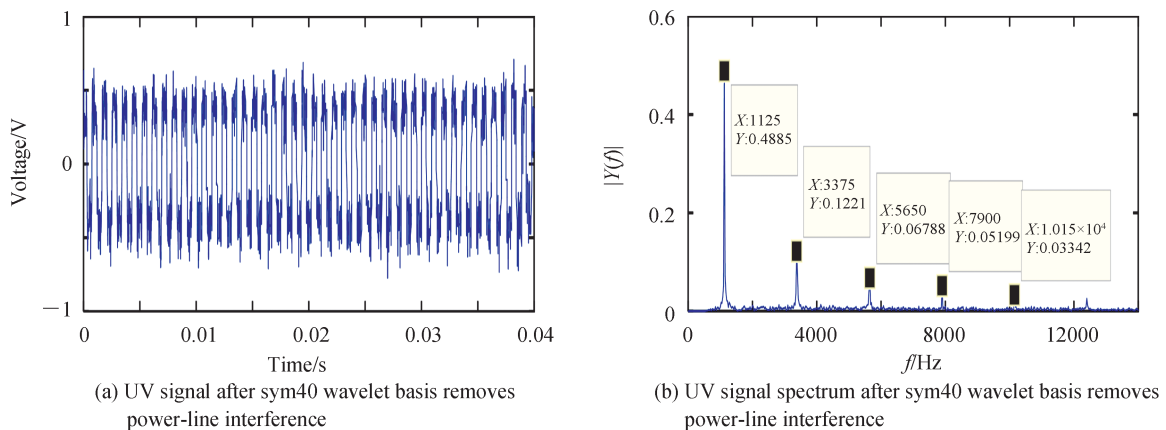 1
0
−1
Voltage/V
0
0.01
0.02
0.03
0.04
Time/s
(a) UV signal after sym40 wavelet basis removes
power-line interference
0.6
0.4
0.2
0
|Y(f)|
X:1125
Y:0.4885
X:3375
Y:0.1221
X:5650
Y:0.06788
X:7900
Y:0.05199
X:1.015×10⁴
Y:0.03342
0
4000
8000
12000
f/Hz
(b) UV signal spectrum after sym40 wavelet basis removes
power-line interference